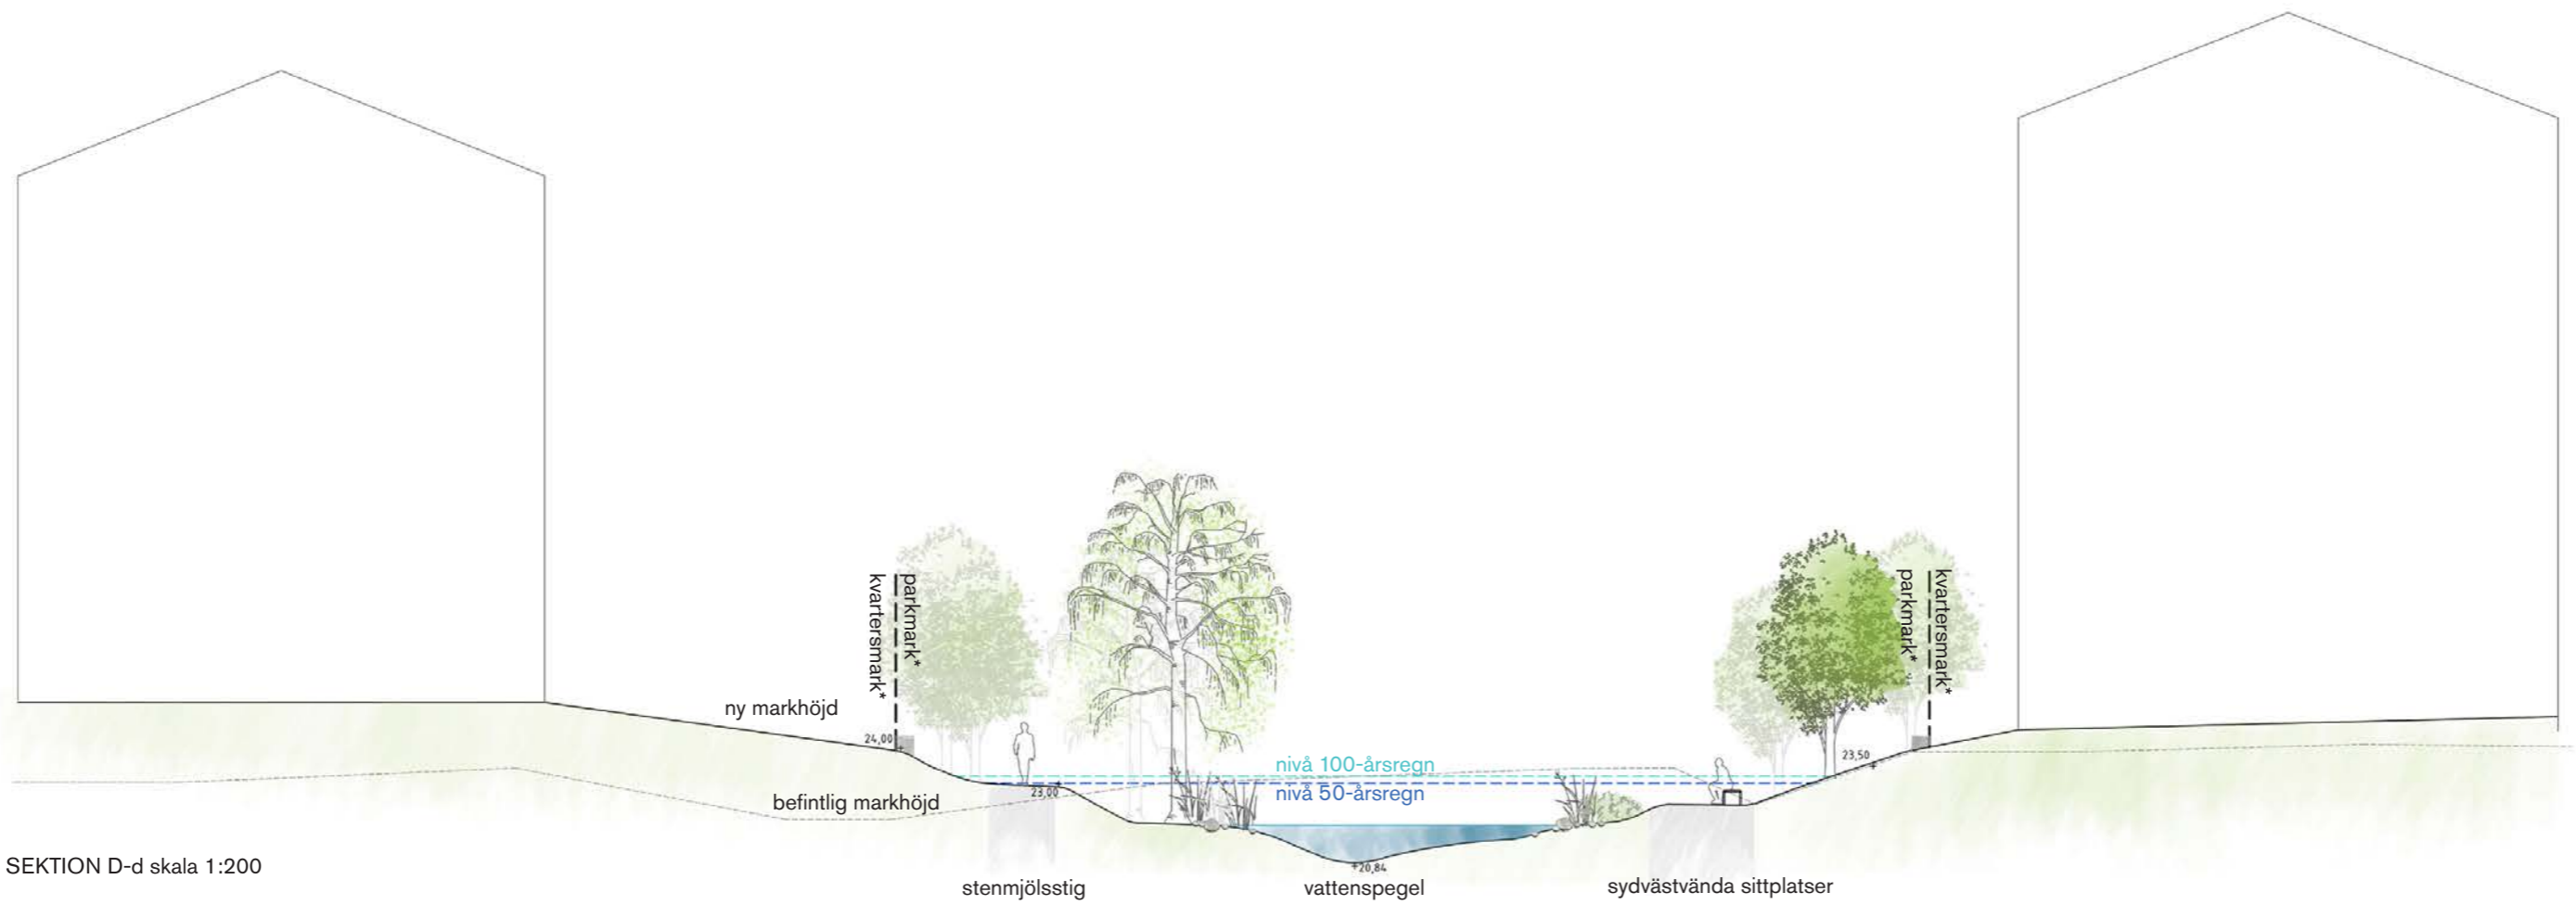 kvartersmark*
parkmark*
parkmark*
kvartersmark*
ny markhöjd
24,00
23,50
nivå 100-årsregn
23,00
nivå 50-årsregn
befintlig markhöjd
+20,84
SEKTION D-d skala 1:200
stenmjölsstig
vattenspegel
sydvästvända sittplatser